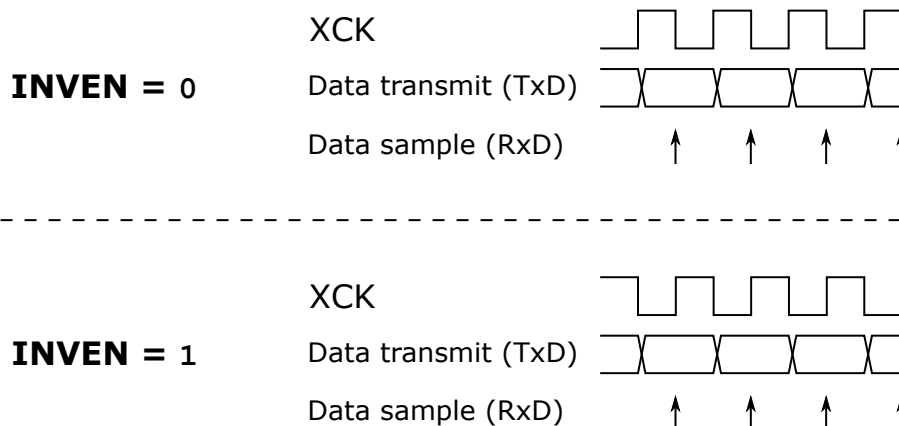 XCK
INVEN = 0
Data transmit (TxD)
Data sample (RxD)
XCK
INVEN = 1
Data transmit (TxD)
Data sample (RxD)